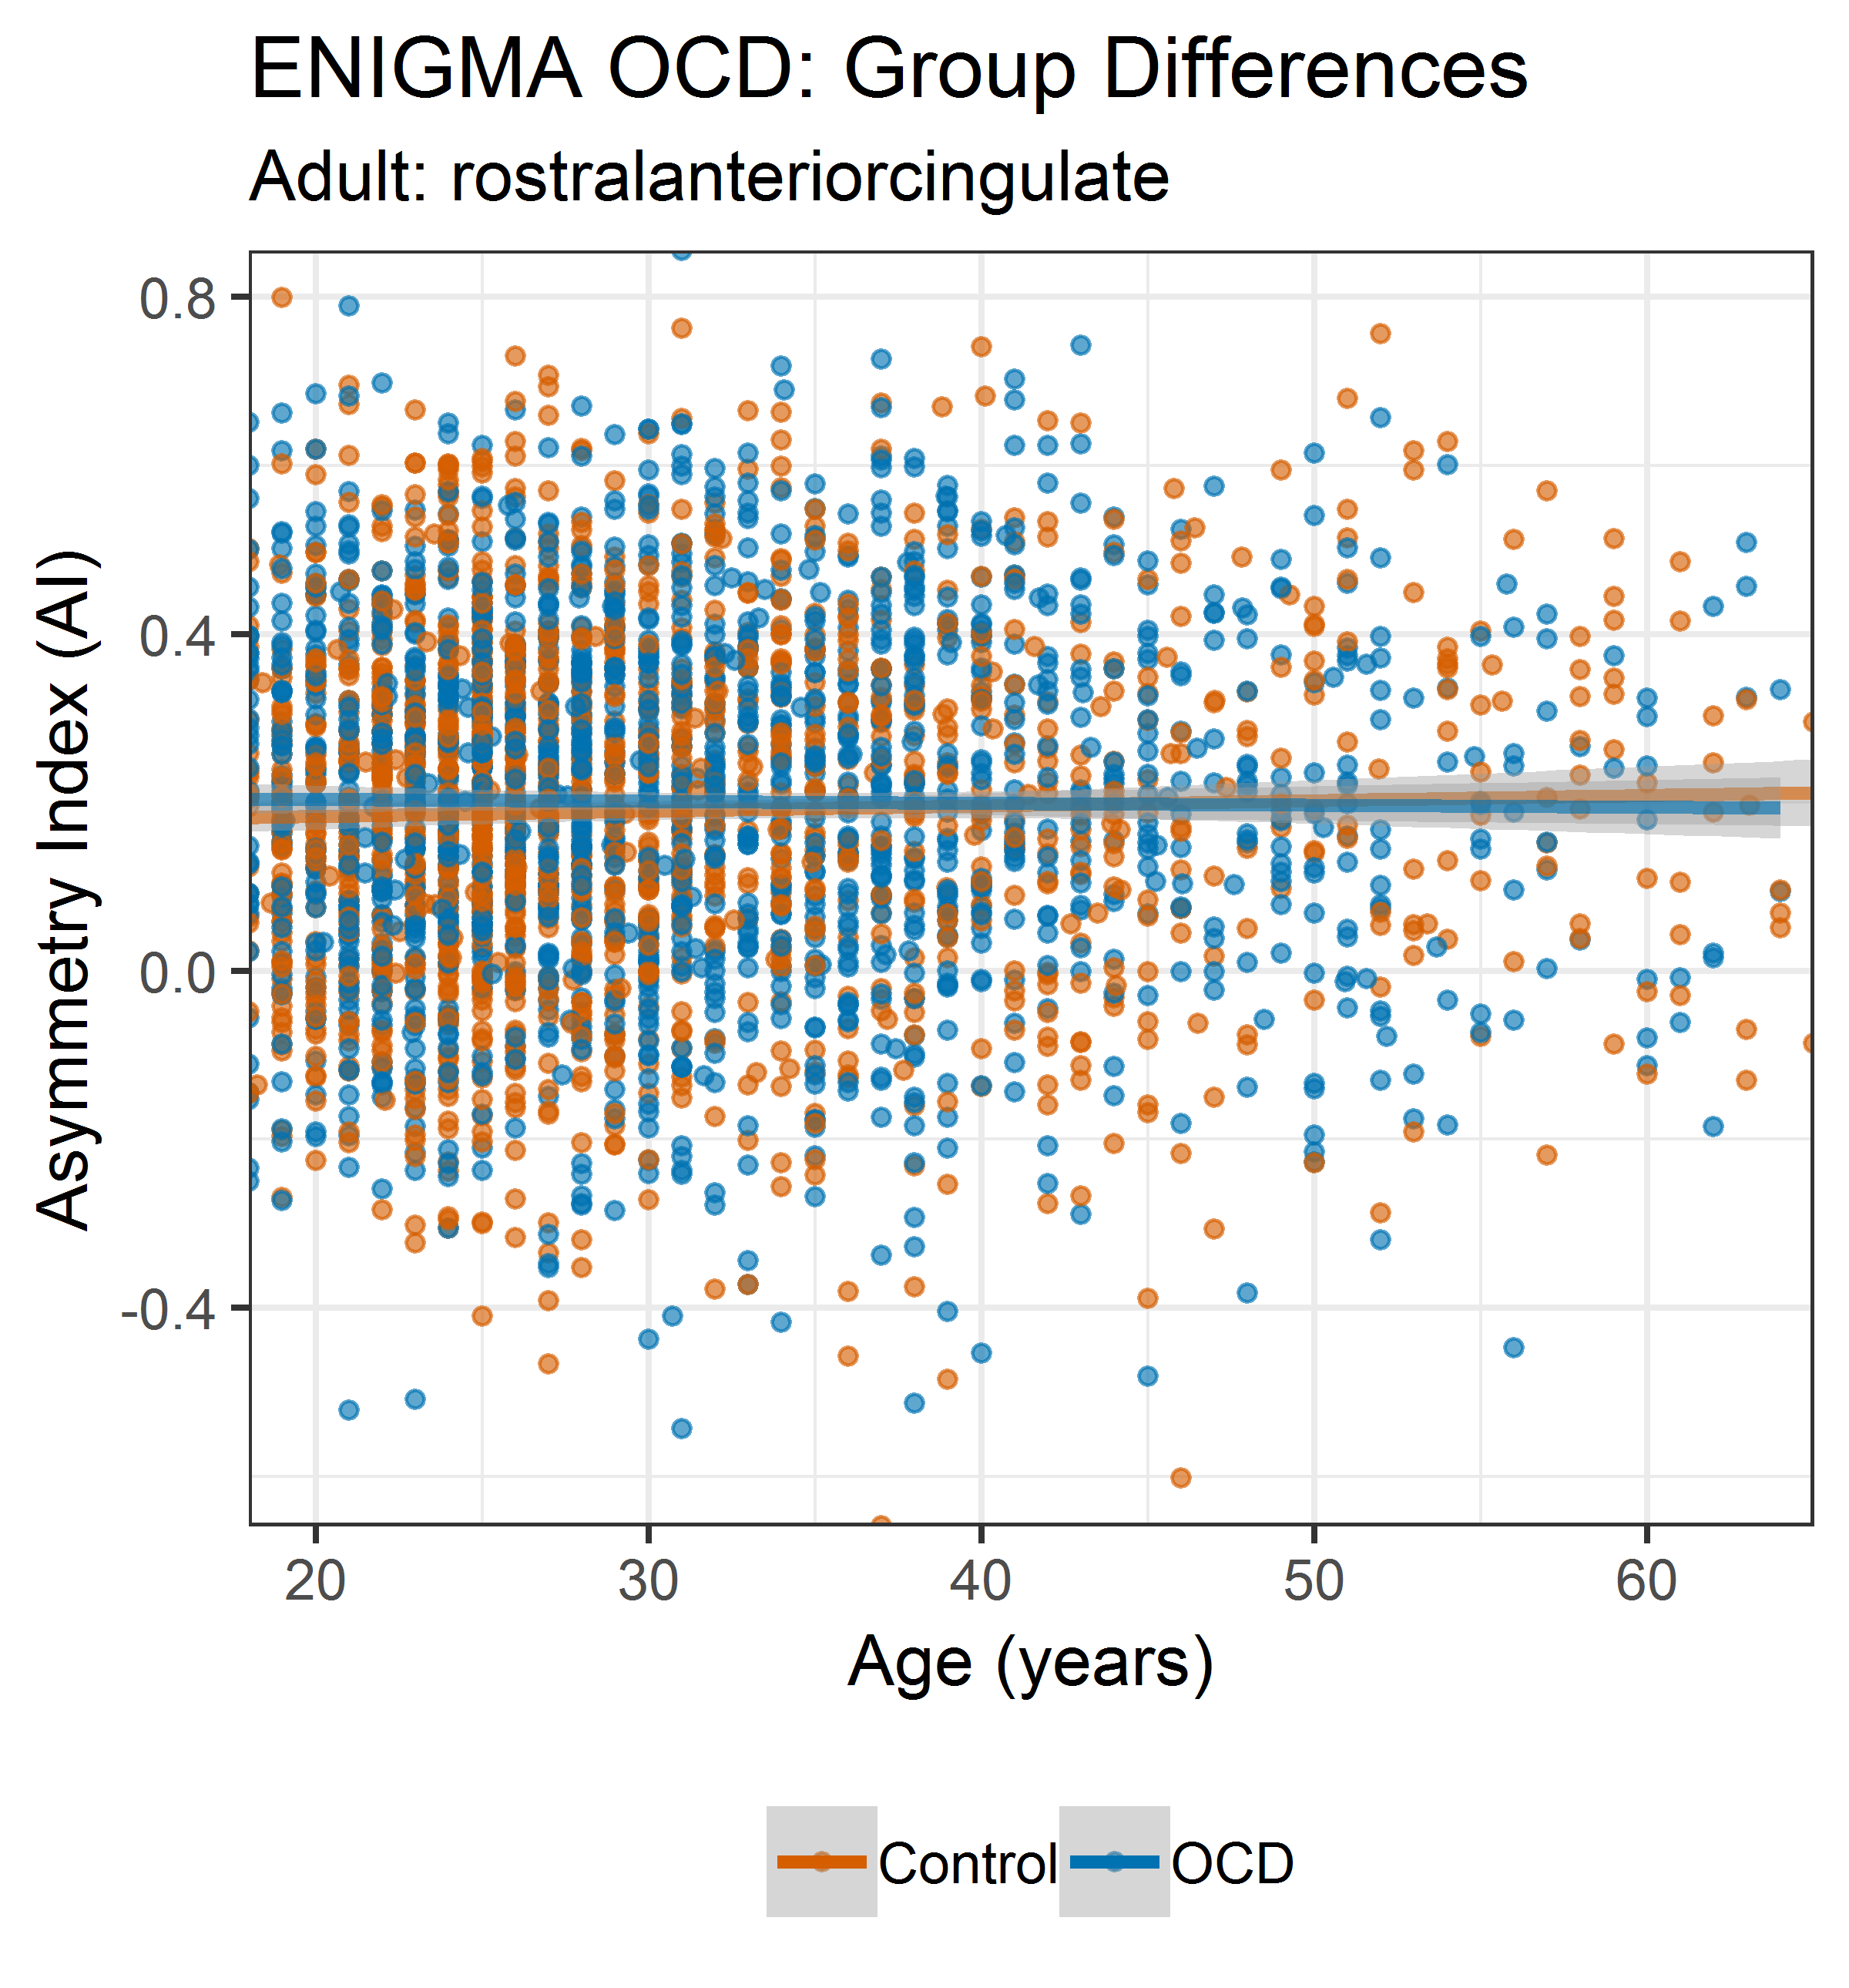 ENIGMA OCD: Group Differences
Adult: rostralanteriorcingulate
Asymmetry Index (AI)
0.8
0.4
0.0
-0.4
20 30 40 50 60
Age (years)
Control OCD